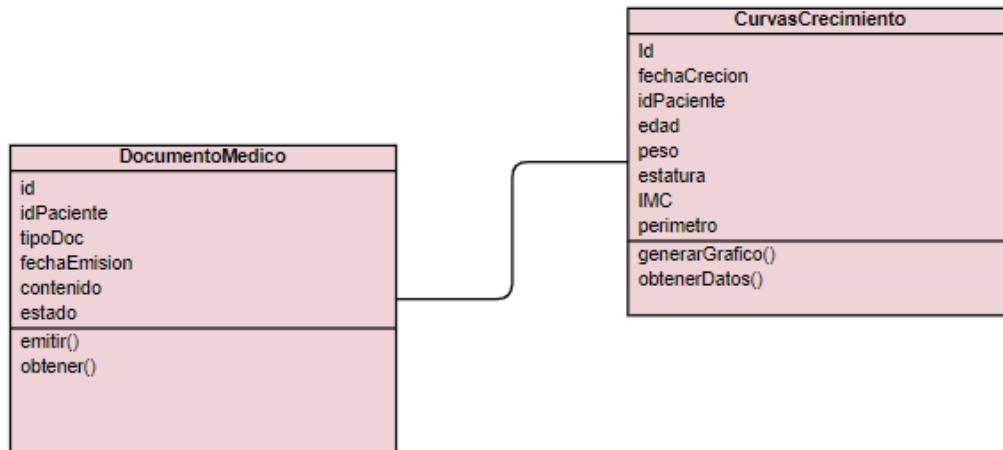 CurvasCrecimiento
Id
fechaCrecion
idPaciente
edad
peso
estatura
IMC
perimetro
generarGrafico()
obtenerDatos()
DocumentoMedico
id
idPaciente
tipoDoc
fechaEmision
contenido
estado
emitir()
obtener()